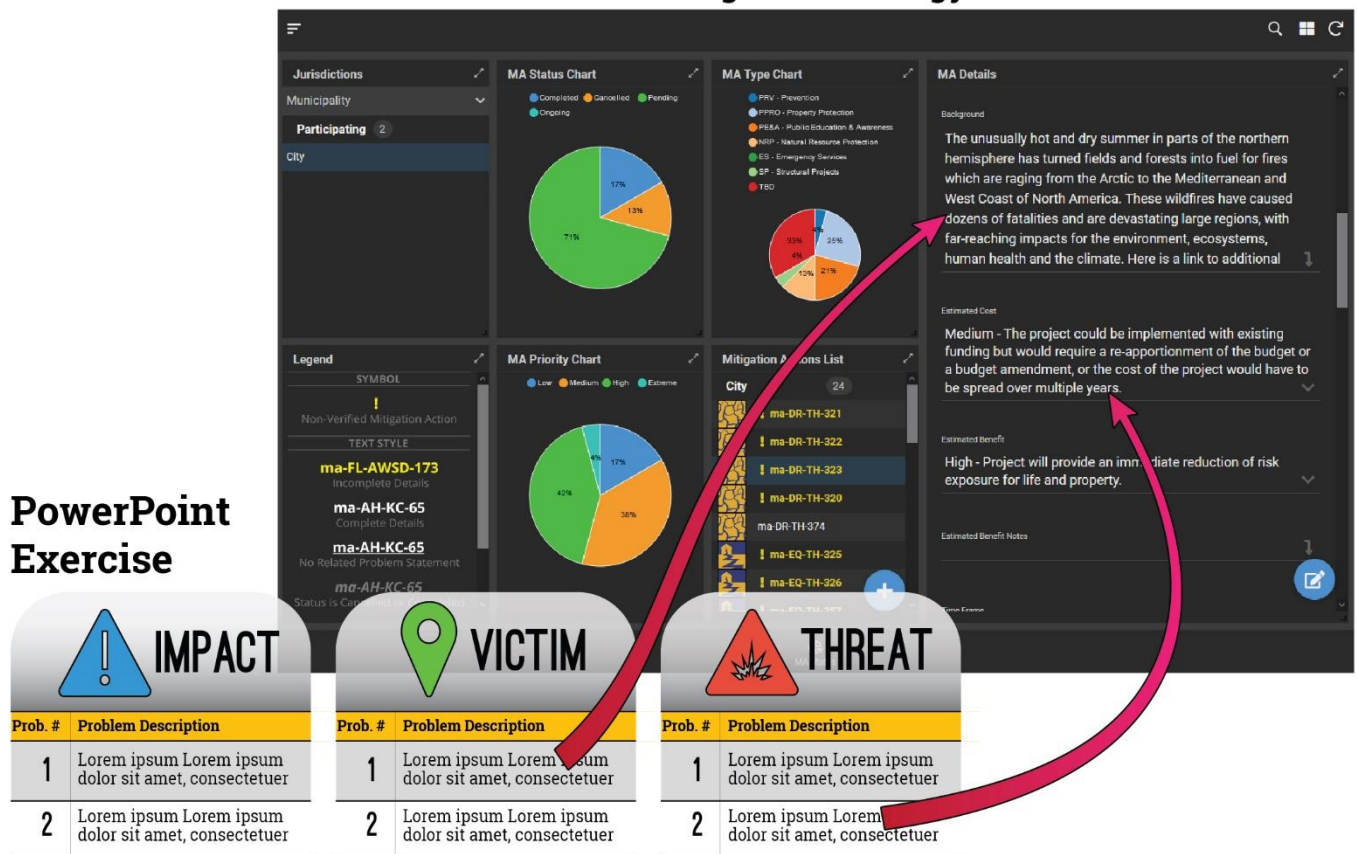 Jurisdictions
Municipality
Participating 2
City
MA Status Chart
Completed Cancelled Pending
Ongoing
17%
13%
71%
MA Type Chart
PRV - Prevention
PPRO - Property Protection
PE&A - Public Education & Awareness
NRP - Natural Resource Protection
ES - Emergency Services
SP - Structural Projects
TBD
4%
33%
25%
4%
13%
21%
MA Details
Background
The unusually hot and dry summer in parts of the northern
hemisphere has turned fields and forests into fuel for fires
which are raging from the Arctic to the Mediterranean and
West Coast of North America. These wildfires have caused
dozens of fatalities and are devastating large regions, with
far-reaching impacts for the environment, ecosystems,
human health and the climate. Here is a link to additional
Estimated Cost
Medium - The project could be implemented with existing
funding but would require a re-apportionment of the budget or
a budget amendment, or the cost of the project would have to
be spread over multiple years.
Estimated Benefit
High - Project will provide an immediate reduction of risk
exposure for life and property.
Estimated Benefit Notes
Time Frame
Legend
SYMBOL
!
Non-Verified Mitigation Action
TEXT STYLE
ma-FL-AWSD-173
Incomplete Details
ma-AH-KC-65
Complete Details
ma-AH-KC-65
No Related Problem Statement
ma-AH-KC-65
Status is
MA Priority Chart
Low Medium High Extreme
4%
17%
42%
38%
Mitigation Actions List
City 24
! ma-DR-TH-321
! ma-DR-TH-322
! ma-DR-TH-323
! ma-DR-TH-320
ma-DR-TH-374
! ma-EQ-TH-325
! ma-EQ-TH-326
PowerPoint
Exercise
IMPACT
Prob. # Problem Description
1 Lorem ipsum Lorem ipsum
dolor sit amet, consectetuer
2 Lorem ipsum Lorem ipsum
dolor sit amet, consectetuer
VICTIM
Prob. # Problem Description
1 Lorem ipsum Lorem ipsum
dolor sit amet, consectetuer
2 Lorem ipsum Lorem ipsum
dolor sit amet, consectetuer
THREAT
Prob. # Problem Description
1 Lorem ipsum Lorem ipsum
dolor sit amet, consectetuer
2 Lorem ipsum Lorem
dolor sit amet, consectetuer